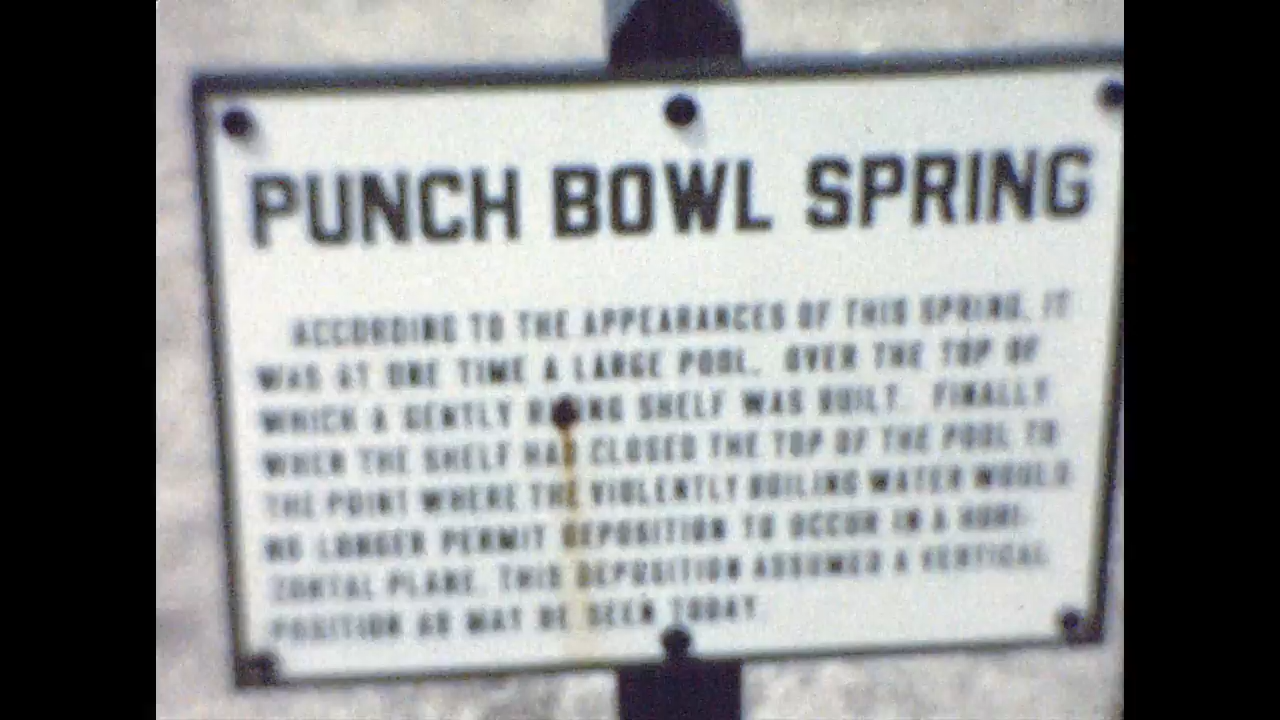 PUNCH BOWL SPRING
ACCORDING TO THE APPEARANCES OF THIS SPRING, IT
WAS AT ONE TIME A LARGE POOL, OVER THE TOP OF
WHICH A GENTLY RISING SHELF WAS BUILT. FINALLY
WHEN THE SHELF HAD CLOSED THE TOP OF THE POOL TO
THE POINT WHERE THE VIOLENTLY BOILING WATER WOULD
NO LONGER PERMIT DEPOSITION TO OCCUR IN A HORI-
ZONTAL PLANE, THIS DEPOSITION ASSUMED A VERTICAL
POSITION AS MAY BE SEEN TODAY.